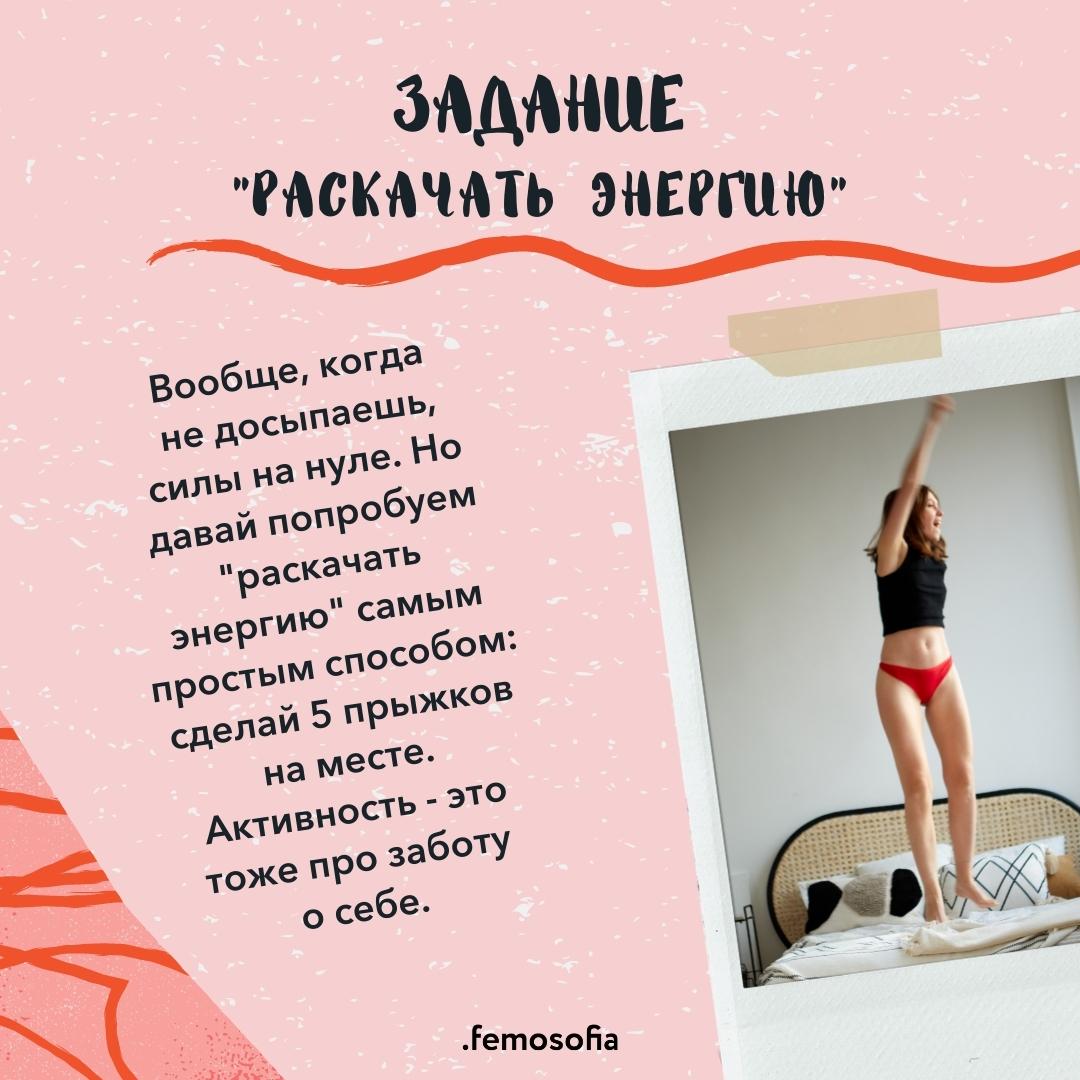 ЗАДАНИЕ
"РАСКАЧАТЬ ЭНЕРГИЮ"
Вообще, когда
не досыпаешь,
силы на нуле. Но
давай попробуем
"раскачать
энергию" самым
простым способом:
сделай 5 прыжков
на месте.
Активность - это
тоже про заботу
о себе.
.femosofia